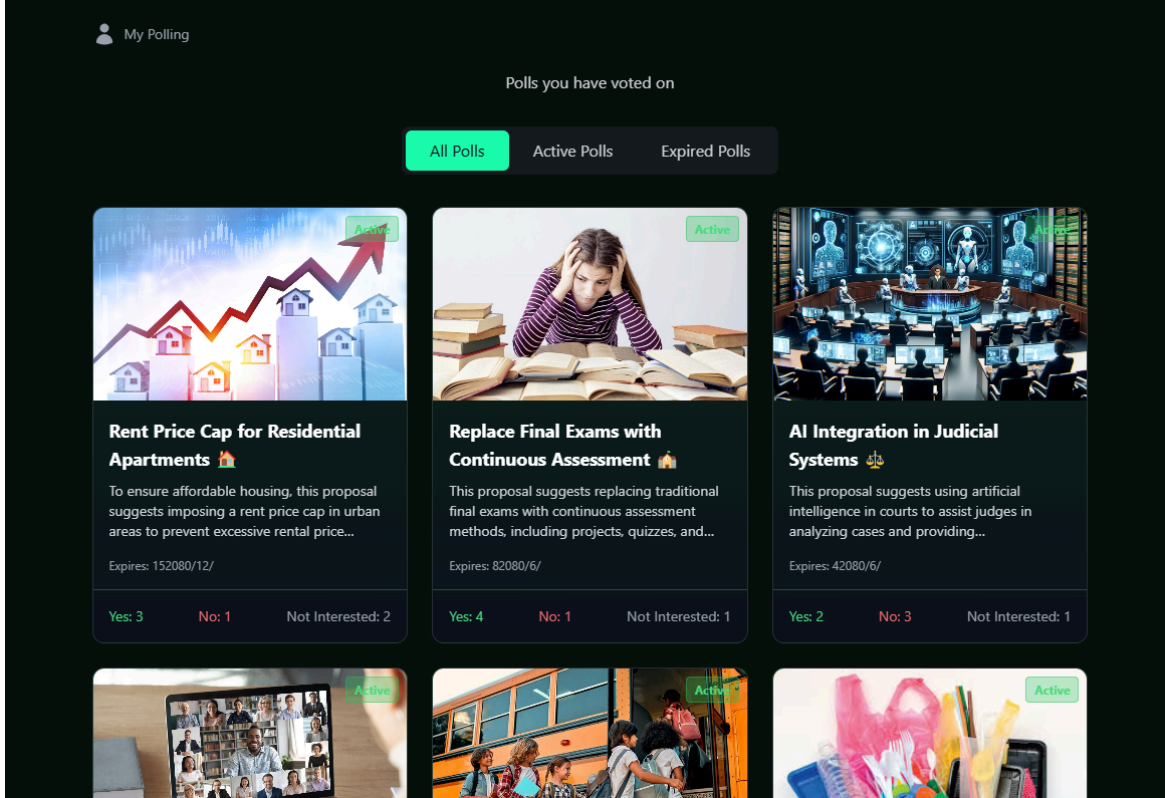 My Polling
Polls you have voted on
All Polls
Active Polls
Expired Polls
Active
Active
Active
Rent Price Cap for Residential
Apartments 🏠
To ensure affordable housing, this proposal
suggests imposing a rent price cap in urban
areas to prevent excessive rental price...
Expires: 152080/12/
Yes: 3
No: 1
Not Interested: 2
Replace Final Exams with
Continuous Assessment 🏫
This proposal suggests replacing traditional
final exams with continuous assessment
methods, including projects, quizzes, and...
Expires: 82080/6/
Yes: 4
No: 1
Not Interested: 1
AI Integration in Judicial
Systems ⚖️
This proposal suggests using artificial
intelligence in courts to assist judges in
analyzing cases and providing...
Expires: 42080/6/
Yes: 2
No: 3
Not Interested: 1
Active
Active
Active